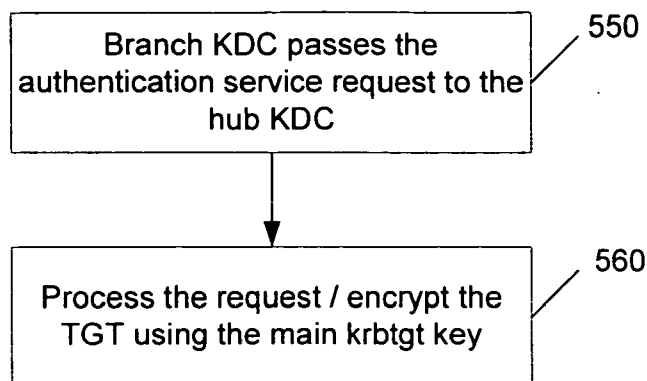 Branch KDC passes the
authentication service request to the
hub KDC
550
Process the request / encrypt the
TGT using the main krbtgt key
560